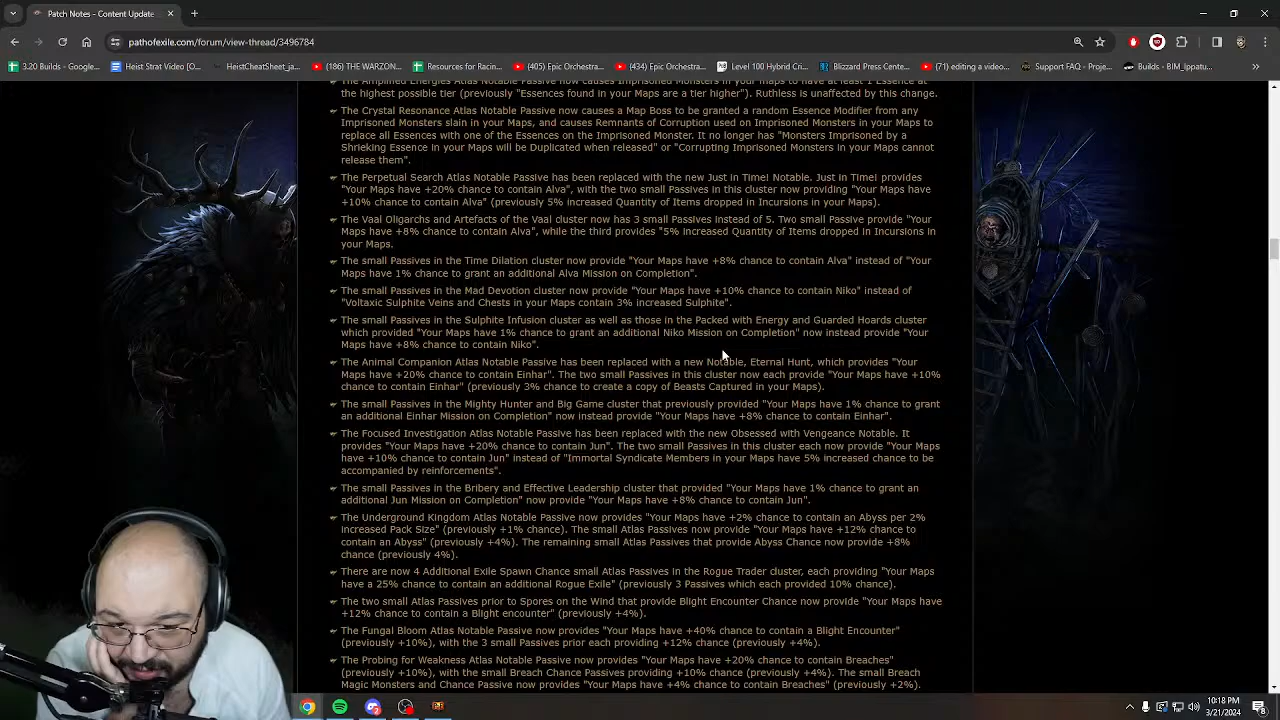 Patch Notes
pathofexile.com/forum/view-thread/3496784
3.20 Builds - Google... Heist Strat Video [O... HeistCheatSheet_ja... (186) THE WARZON... Resources for Racin... (405) Epic Orchestra... (434) Epic Orchestra... Level 100 Hybrid Cri... Blizzard Press Cente... (71) editing a video... Support FAQ - Proje... Builds - BIM_Ippatu...
The Amplified Energies Atlas Notable Passive now causes Imprisoned Monsters in your Maps to have at least 1 Essence at
the highest possible tier (previously "Essences found in your Maps are a tier higher"). Ruthless is unaffected by this change.
The Crystal Resonance Atlas Notable Passive now causes a Map Boss to be granted a random Essence Modifier from any
Imprisoned Monsters slain in your Maps, and causes Remnants of Corruption used on Imprisoned Monsters in your Maps to
replace all Essences with one of the Essences on the Imprisoned Monster. It no longer has "Monsters Imprisoned by a
Shrieking Essence in your Maps will be Duplicated when released" or "Corrupting Imprisoned Monsters in your Maps cannot
release them".
The Perpetual Search Atlas Notable Passive has been replaced with the new Just in Time! Notable. Just in Time! provides
"Your Maps have +20% chance to contain Alva", with the two small Passives in this cluster now providing "Your Maps have
+10% chance to contain Alva" (previously 5% increased Quantity of Items dropped in Incursions in your Maps).
The Vaal Oligarchs and Artefacts of the Vaal cluster now has 3 small Passives instead of 5. Two small Passive provide "Your
Maps have +8% chance to contain Alva", while the third provides "5% increased Quantity of Items dropped in Incursions in
your Maps.
The small Passives in the Time Dilation cluster now provide "Your Maps have +8% chance to contain Alva" instead of "Your
Maps have 1% chance to grant an additional Alva Mission on Completion".
The small Passives in the Mad Devotion cluster now provide "Your Maps have +10% chance to contain Niko" instead of
"Voltaxic Sulphite Veins and Chests in your Maps contain 3% increased Sulphite".
The small Passives in the Sulphite Infusion cluster as well as those in the Packed with Energy and Guarded Hoards cluster
which provided "Your Maps have 1% chance to grant an additional Niko Mission on Completion" now instead provide "Your
Maps have +8% chance to contain Niko".
The Animal Companion Atlas Notable Passive has been replaced with a new Notable, Eternal Hunt, which provides "Your
Maps have +20% chance to contain Einhar". The two small Passives in this cluster now each provide "Your Maps have +10%
chance to contain Einhar" (previously 3% chance to create a copy of Beasts Captured in your Maps).
The small Passives in the Mighty Hunter and Big Game cluster that previously provided "Your Maps have 1% chance to grant
an additional Einhar Mission on Completion" now instead provide "Your Maps have +8% chance to contain Einhar".
The Focused Investigation Atlas Notable Passive has been replaced with the new Obsessed with Vengeance Notable. It
provides "Your Maps have +20% chance to contain Jun". The two small Passives in this cluster each now provide "Your Maps
have +10% chance to contain Jun" instead of "Immortal Syndicate Members in your Maps have 5% increased chance to be
accompanied by reinforcements".
The small Passives in the Bribery and Effective Leadership cluster that provided "Your Maps have 1% chance to grant an
additional Jun Mission on Completion" now provide "Your Maps have +8% chance to contain Jun".
The Underground Kingdom Atlas Notable Passive now provides "Your Maps have +2% chance to contain an Abyss per 2%
increased Pack Size" (previously +1% chance). The small Atlas Passives now provide "Your Maps have +12% chance to
contain an Abyss" (previously +4%). The remaining small Atlas Passives that provide Abyss Chance now provide +8%
chance (previously 4%).
There are now 4 Additional Exile Spawn Chance small Atlas Passives in the Rogue Trader cluster, each providing "Your Maps
have a 25% chance to contain an additional Rogue Exile" (previously 3 Passives which each provided 10% chance).
The two small Atlas Passives prior to Spores on the Wind that provide Blight Encounter Chance now provide "Your Maps have
+12% chance to contain a Blight encounter" (previously +4%).
The Fungal Bloom Atlas Notable Passive now provides "Your Maps have +40% chance to contain a Blight Encounter"
(previously +10%), with the 3 small Passives prior each providing +12% chance (previously +4%).
The Probing for Weakness Atlas Notable Passive now provides "Your Maps have +20% chance to contain Breaches"
(previously +10%), with the small Breach Chance Passives providing +10% chance (previously +4%). The small Breach
Magic Monsters and Chance Passive now provides "Your Maps have +4% chance to contain Breaches" (previously +2%).
10:18 PM
3/21/2024